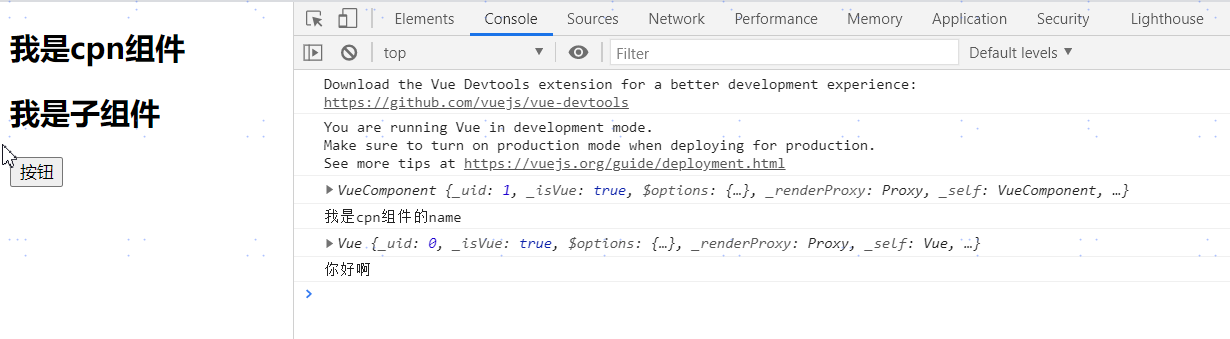 我是cpn组件
我是子组件
按钮
Elements Console Sources Network Performance Memory Application Security Lighthouse
top Filter Default levels
Download the Vue Devtools extension for a better development experience:
https://github.com/vuejs/vue-devtools
You are running Vue in development mode.
Make sure to turn on production mode when deploying for production.
See more tips at https://vuejs.org/guide/deployment.html
VueComponent {_uid: 1, _isVue: true, $options: {…}, _renderProxy: Proxy, _self: VueComponent, …}
我是cpn组件的name
Vue {_uid: 0, _isVue: true, $options: {…}, _renderProxy: Proxy, _self: Vue, …}
你好啊